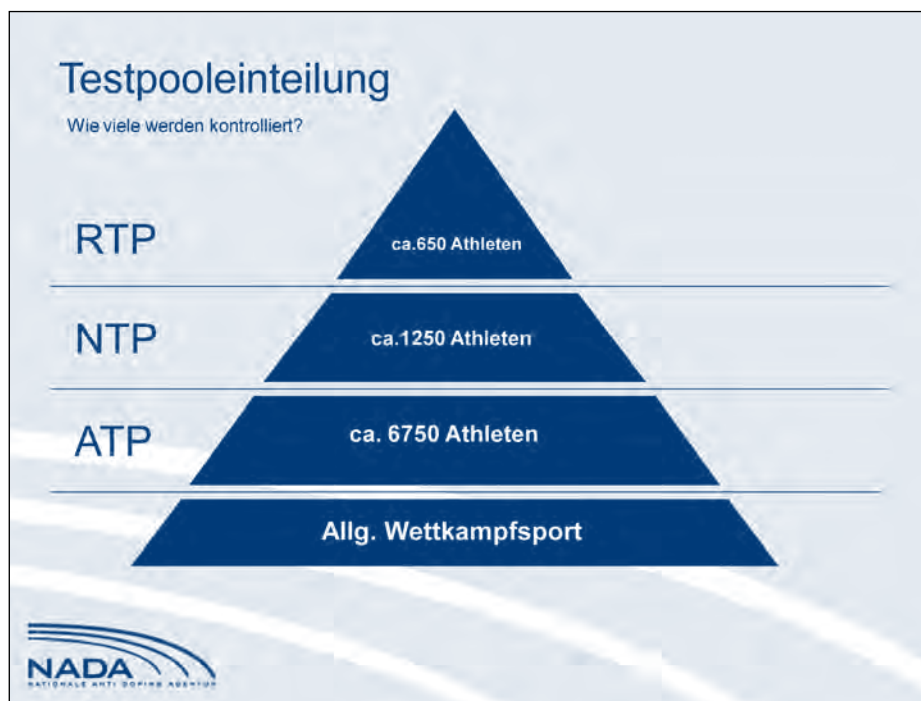 Testpooleinteilung
Wie viele werden kontrolliert?
RTP
ca.650 Athleten
NTP
ca.1250 Athleten
ATP
ca. 6750 Athleten
Allg. Wettkampfsport
NADA
NATIONALE ANTI DOPING AGENTUR